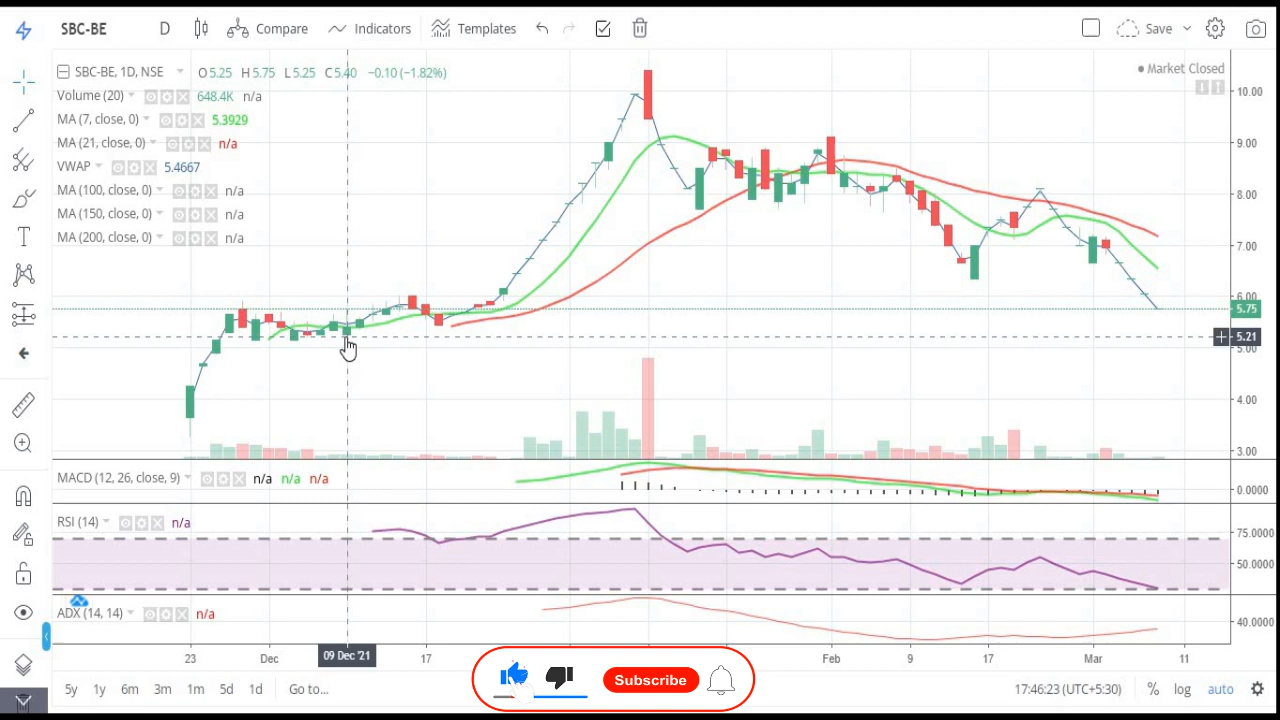 SBC-BE D Compare Indicators Templates Save
SBC-BE, 1D, NSE O5.25 H5.75 L5.25 C5.40 −0.10 (−1.82%)
Market Closed
Volume (20) 648.4K n/a
MA (7, close, 0) 5.3929
MA (21, close, 0) n/a
VWAP 5.4667
MA (100, close, 0) n/a
MA (150, close, 0) n/a
MA (200, close, 0) n/a
10.00
9.00
8.00
7.00
6.00
5.75
5.21
5.00
4.00
3.00
MACD (12, 26, close, 9) n/a n/a n/a
0.0000
RSI (14) n/a
75.0000
50.0000
ADX (14, 14) n/a
40.0000
23 Dec 09 Dec '21 17 Feb 9 17 Mar 11
5y 1y 6m 3m 1m 5d 1d Go to...
Subscribe
17:46:23 (UTC+5:30) % log auto